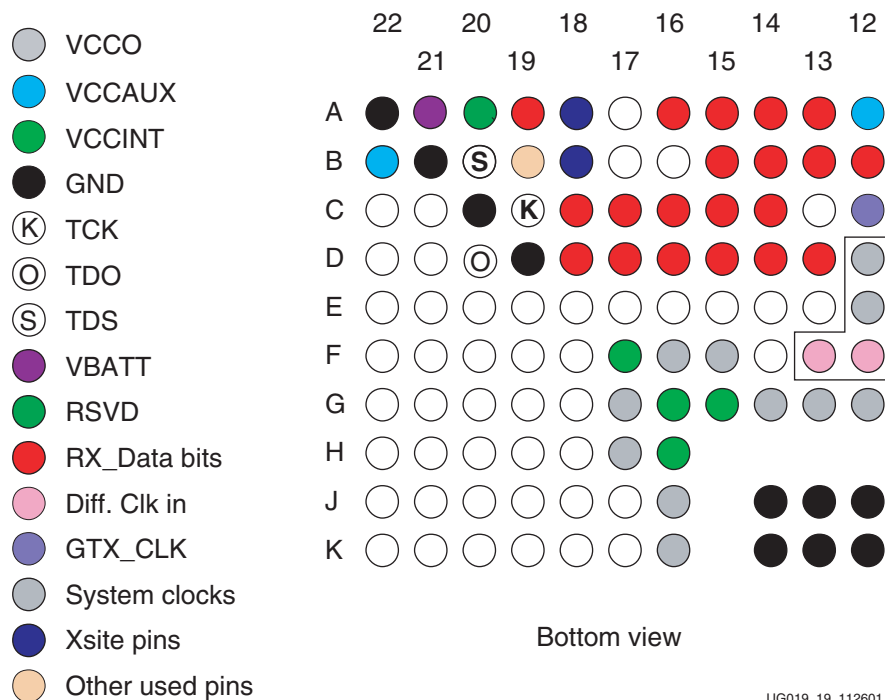 22 20 18 16 14 12
21 19 17 15 13
VCCO
VCCAUX
VCCINT
GND
K TCK
O TDO
S TDS
VBATT
RSVD
RX_Data bits
Diff. Clk in
GTX_CLK
System clocks
Xsite pins
Other used pins
A
B S
C K
D O
E
F
G
H
J
K
Bottom view
UG019_19_112601